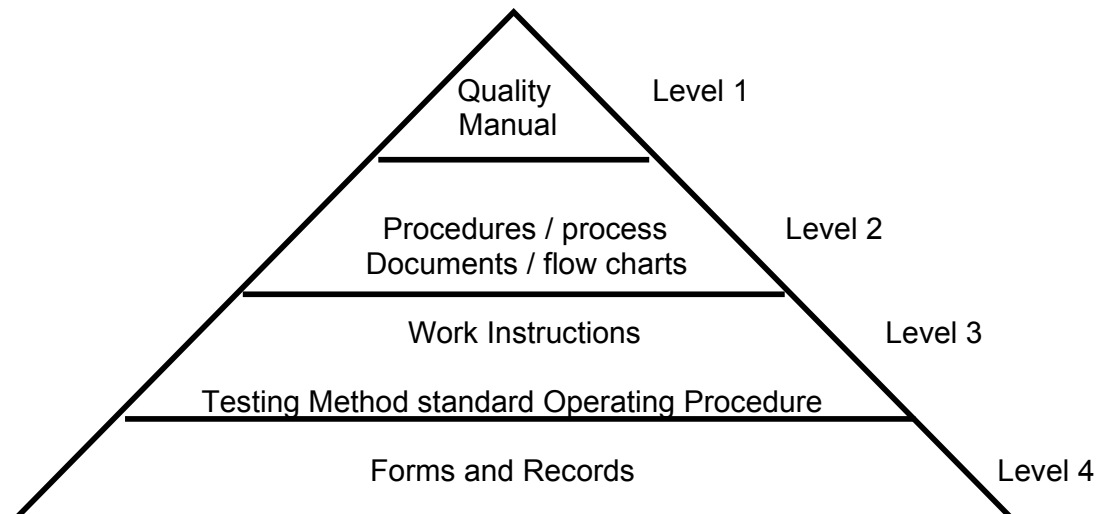 Quality Level 1
Manual
Procedures / process Level 2
Documents / flow charts
Work Instructions Level 3
Testing Method standard Operating Procedure
Forms and Records Level 4